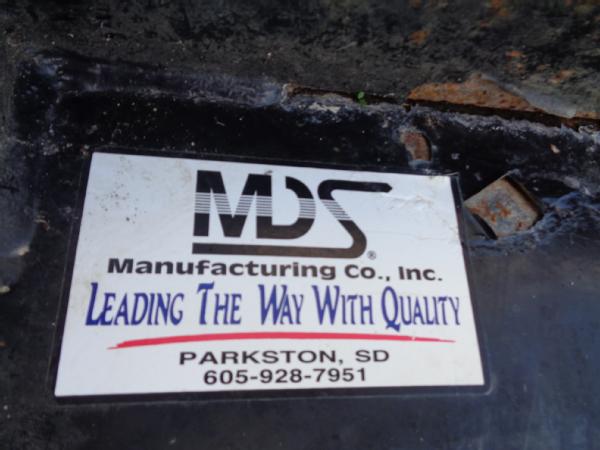 MDS®
Manufacturing Co., Inc.
LEADING THE WAY WITH QUALITY
PARKSTON, SD
605-928-7951